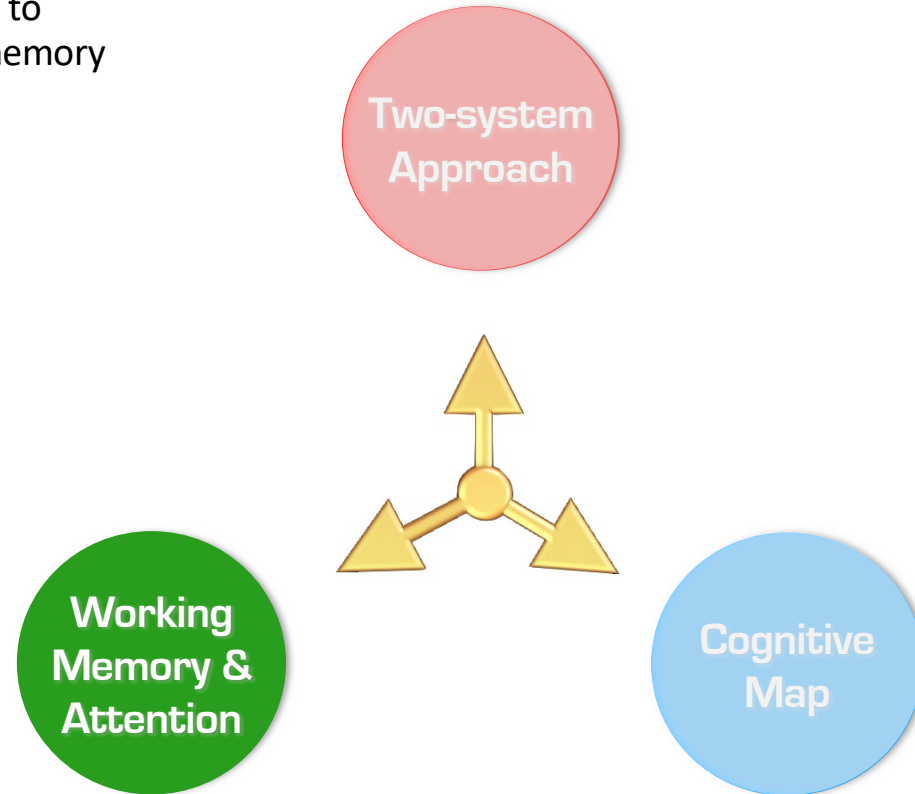 to
memory
Two-system
Approach
Working
Memory &
Attention
Cognitive
Map